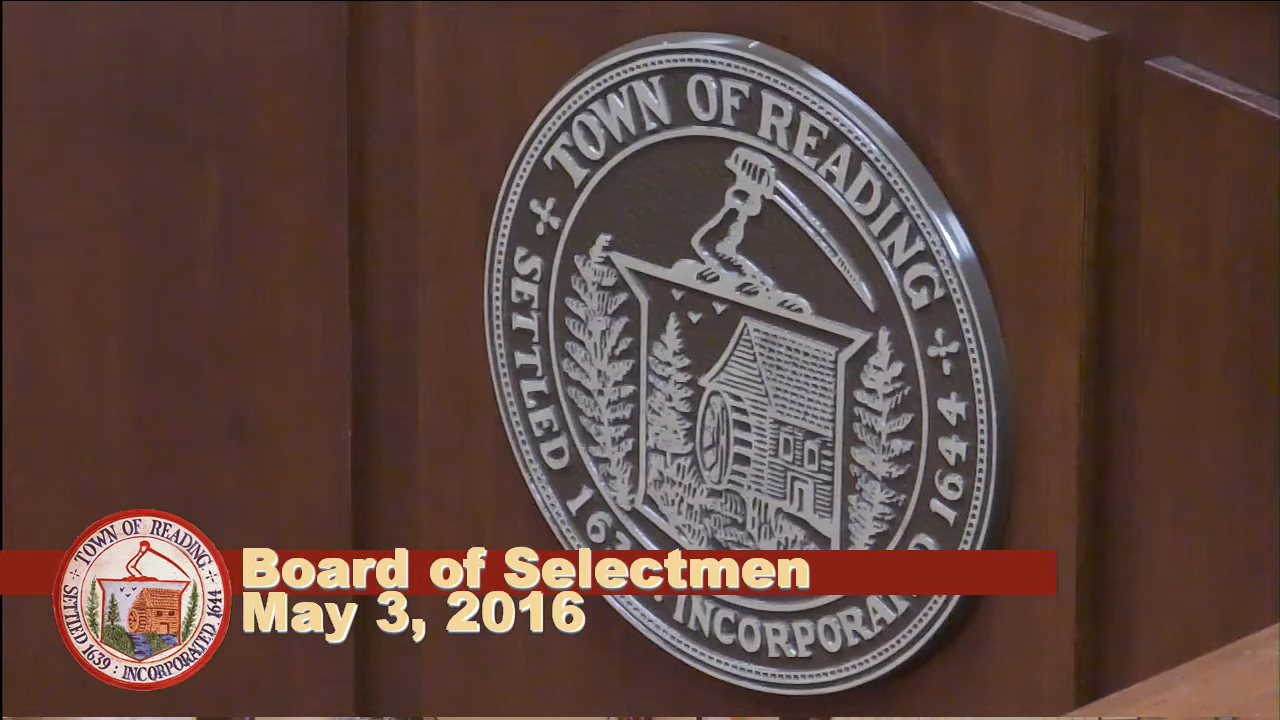 TOWN OF READING
SETTLED
INCORPORATED 1644
TOWN OF READING
SETTLED 1639 : INCORPORATED 1644
Board of Selectmen
May 3, 2016